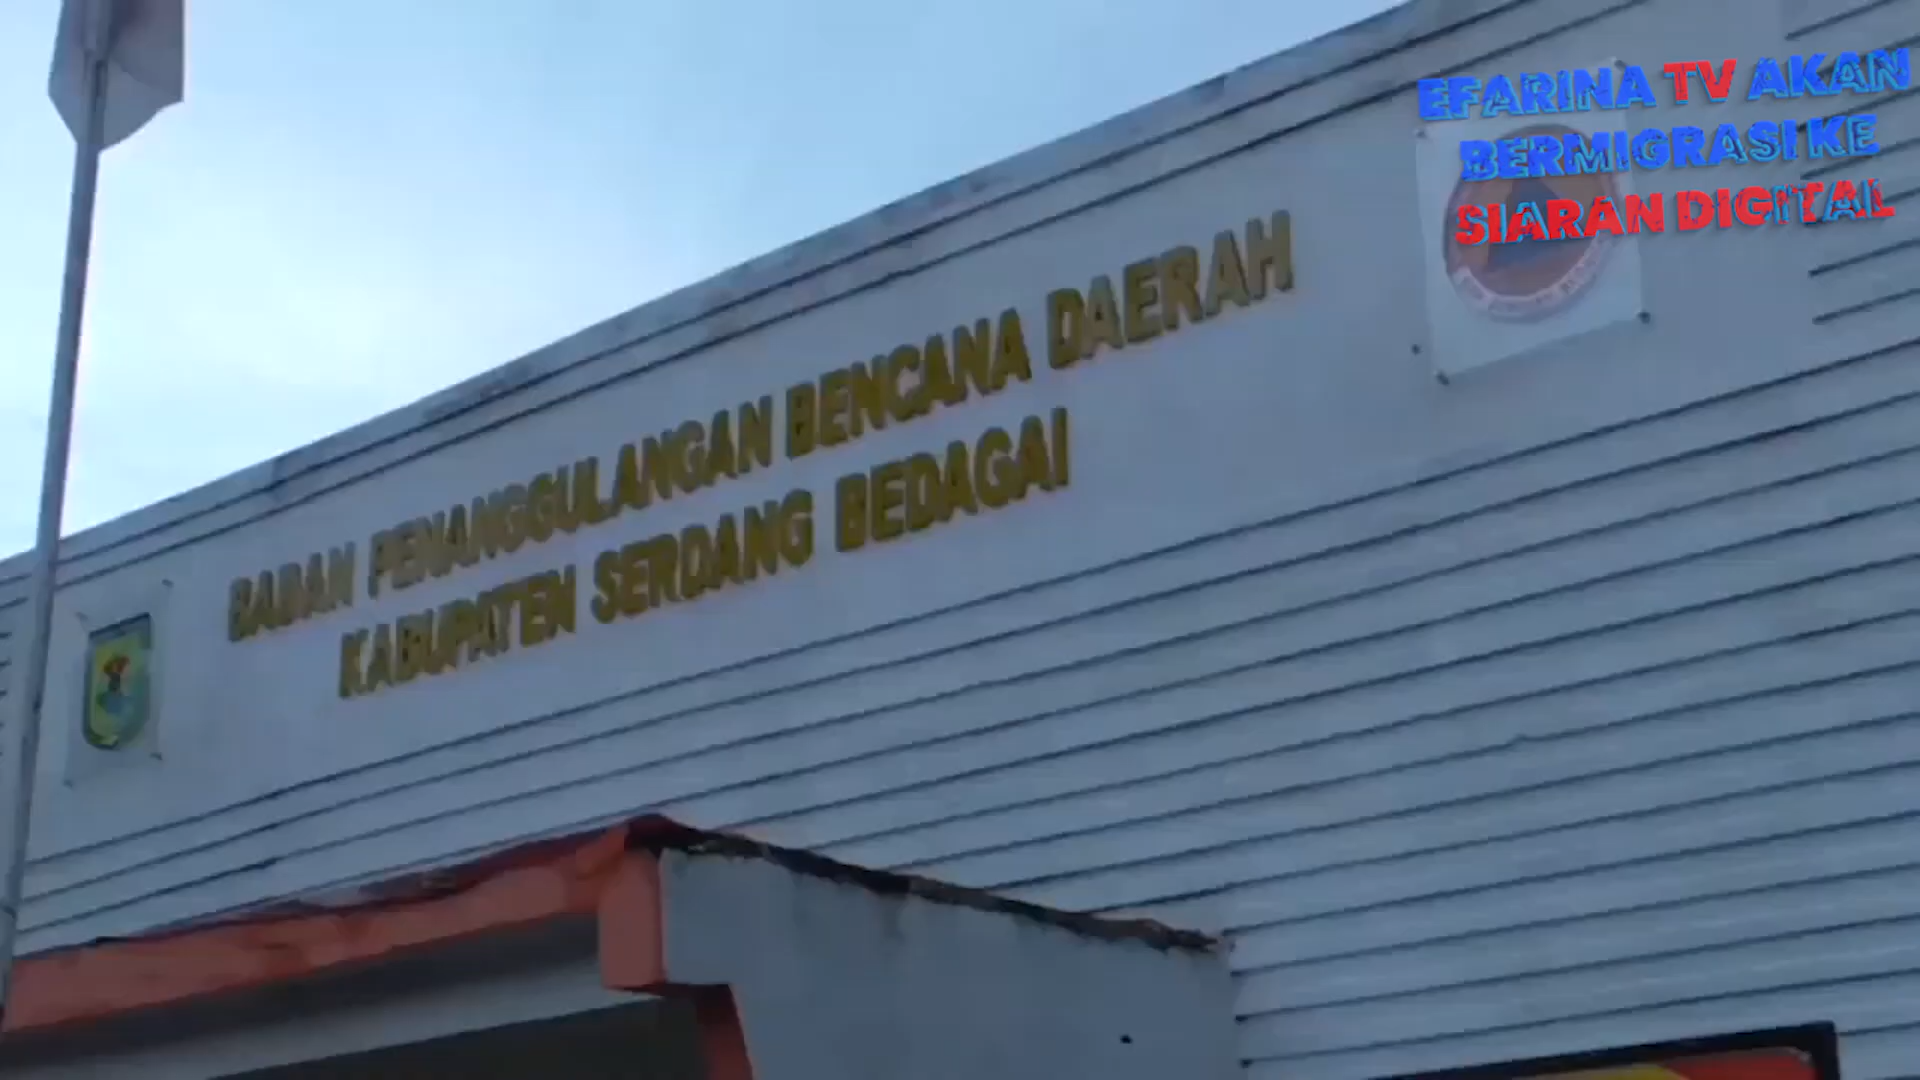 EFARINA TV AKAN
BERMIGRASI KE
SIARAN DIGITAL
BADAN PENANGGULANGAN BENCANA DAERAH
KABUPATEN SERDANG BEDAGAI